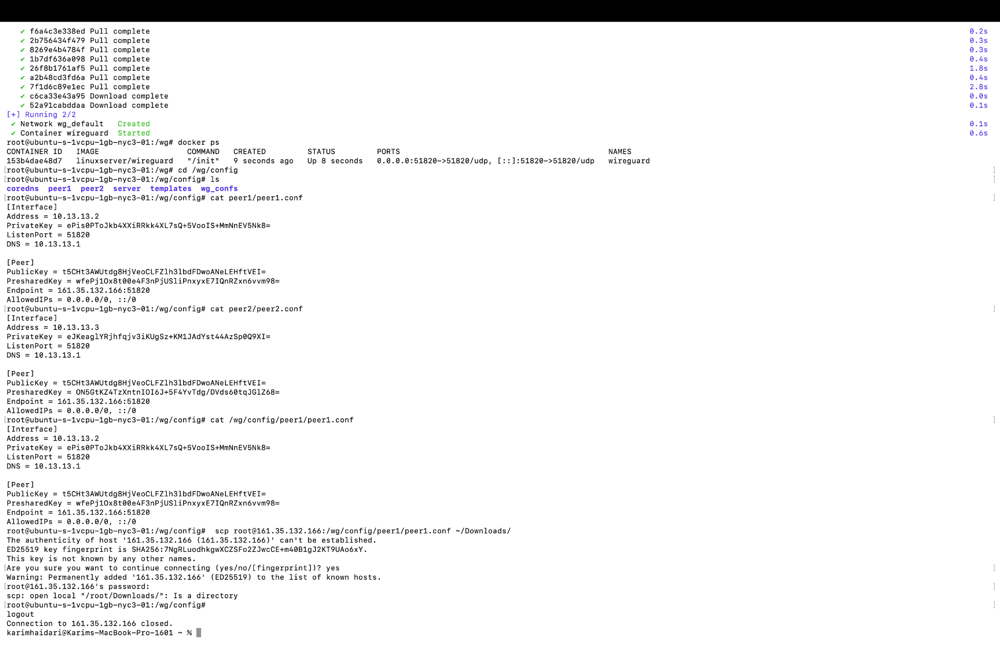 ✔ f6a4c3e338ed Pull complete 0.2s
✔ 2b756434f479 Pull complete 0.3s
✔ 8269e4b4784f Pull complete 0.3s
✔ 1b7df636a098 Pull complete 0.4s
✔ 26f8b1761af5 Pull complete 1.8s
✔ a2b48cd3fd6a Pull complete 0.4s
✔ 7f1d6c89e1ec Pull complete 2.8s
✔ c6ca33e43a95 Download complete 0.0s
✔ 52a91cabddaa Download complete 0.1s
[+] Running 2/2
✔ Network wg_default Created 0.1s
✔ Container wireguard Started 0.6s
root@ubuntu-s-1vcpu-1gb-nyc3-01:/wg# docker ps
CONTAINER ID IMAGE COMMAND CREATED STATUS PORTS NAMES
153b4dae48d7 linuxserver/wireguard "/init" 9 seconds ago Up 8 seconds 0.0.0.0:51820->51820/udp, [::]:51820->51820/udp wireguard
[root@ubuntu-s-1vcpu-1gb-nyc3-01:/wg# cd /wg/config ]
[root@ubuntu-s-1vcpu-1gb-nyc3-01:/wg/config# ls ]
coredns peer1 peer2 server templates wg_confs
[root@ubuntu-s-1vcpu-1gb-nyc3-01:/wg/config# cat peer1/peer1.conf ]
[Interface]
Address = 10.13.13.2
PrivateKey = ePis0PToJkb4XXiRRkk4XL7sQ+5VooIS+MmNnEV5Nk8=
ListenPort = 51820
DNS = 10.13.13.1
[Peer]
PublicKey = t5CHt3AWUtdg8HjVeoCLFZlh3lbdFDwoANeLEHftVEI=
PresharedKey = wfePj1Ox8t00e4F3nPjUSliPnxyxE7IQnRZxn6vvm98=
Endpoint = 161.35.132.166:51820
AllowedIPs = 0.0.0.0/0, ::/0
[root@ubuntu-s-1vcpu-1gb-nyc3-01:/wg/config# cat peer2/peer2.conf ]
[Interface]
Address = 10.13.13.3
PrivateKey = eJKeaglYRjhfqjv3iKUgSz+KM1JAdYst44AzSp0Q9XI=
ListenPort = 51820
DNS = 10.13.13.1
[Peer]
PublicKey = t5CHt3AWUtdg8HjVeoCLFZlh3lbdFDwoANeLEHftVEI=
PresharedKey = ON5GtKZ4TzXntnIOI6J+5F4YvTdg/DVds60tqJGlZ68=
Endpoint = 161.35.132.166:51820
AllowedIPs = 0.0.0.0/0, ::/0
[root@ubuntu-s-1vcpu-1gb-nyc3-01:/wg/config# cat /wg/config/peer1/peer1.conf ]
[Interface]
Address = 10.13.13.2
PrivateKey = ePis0PToJkb4XXiRRkk4XL7sQ+5VooIS+MmNnEV5Nk8=
ListenPort = 51820
DNS = 10.13.13.1
[Peer]
PublicKey = t5CHt3AWUtdg8HjVeoCLFZlh3lbdFDwoANeLEHftVEI=
PresharedKey = wfePj1Ox8t00e4F3nPjUSliPnxyxE7IQnRZxn6vvm98=
Endpoint = 161.35.132.166:51820
AllowedIPs = 0.0.0.0/0, ::/0
root@ubuntu-s-1vcpu-1gb-nyc3-01:/wg/config#  scp root@161.35.132.166:/wg/config/peer1/peer1.conf ~/Downloads/
The authenticity of host '161.35.132.166 (161.35.132.166)' can't be established.
ED25519 key fingerprint is SHA256:7NgRLuodhkgwXCZSFo2ZJwcCE+m40B1gJ2KT9UAo6xY.
This key is not known by any other names.
[Are you sure you want to continue connecting (yes/no/[fingerprint])? yes ]
Warning: Permanently added '161.35.132.166' (ED25519) to the list of known hosts.
[root@161.35.132.166's password: ]
scp: open local "/root/Downloads/": Is a directory
[root@ubuntu-s-1vcpu-1gb-nyc3-01:/wg/config# ]
logout
Connection to 161.35.132.166 closed.
karimhaidari@Karims-MacBook-Pro-1601 ~ %